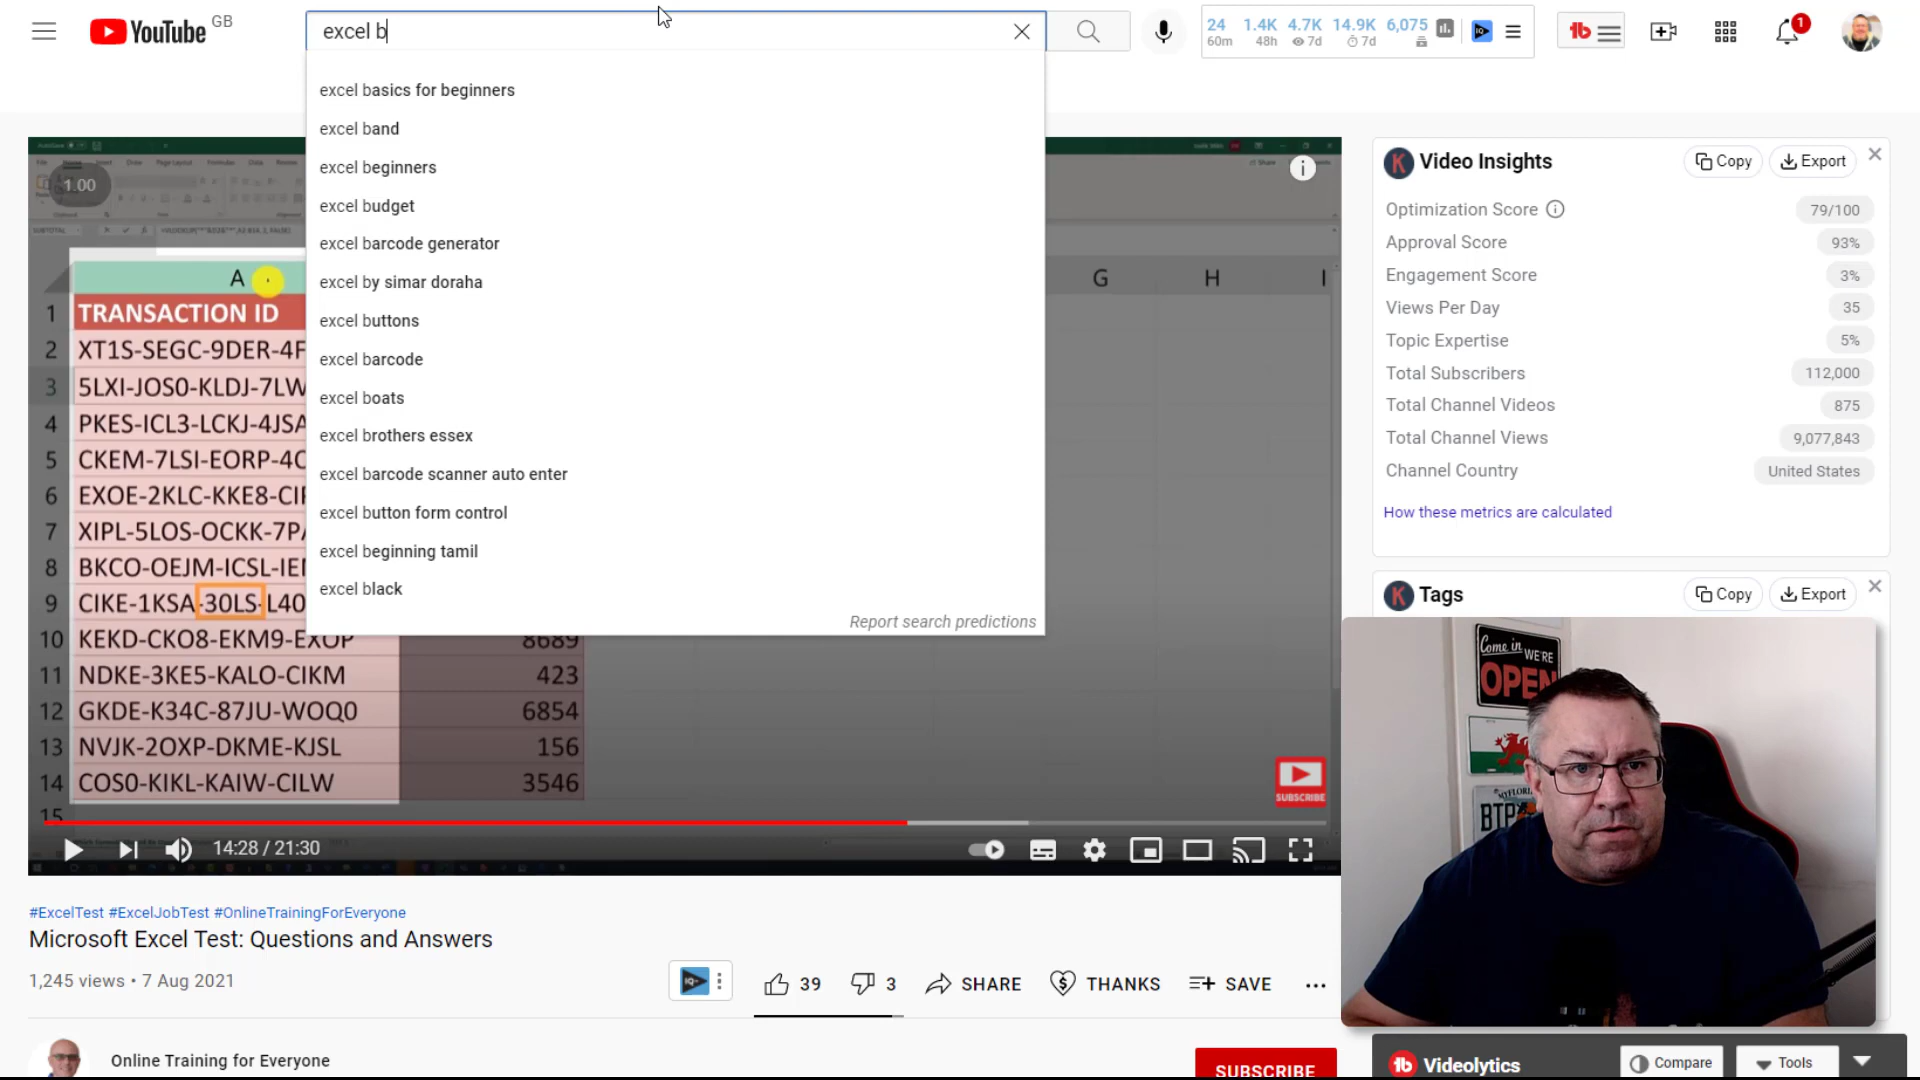 YouTube GB
excel b
24 1.4K 4.7K 14.9K 6,075
60m 48h 7d 7d
1
excel basics for beginners
excel band
excel beginners
excel budget
excel barcode generator
excel by simar doraha
excel buttons
excel barcode
excel boats
excel brothers essex
excel barcode scanner auto enter
excel button form control
excel beginning tamil
excel black
Report search predictions
1.00
A G H I
1 TRANSACTION ID
2 XT1S-SEGC-9DER-4F
3 5LXI-JOS0-KLDJ-7LW
4 PKES-ICL3-LCKJ-4JSA
5 CKEM-7LSI-EORP-4C
6 EXOE-2KLC-KKE8-CIF
7 XIPL-5LOS-OCKK-7PA
8 BKCO-OEJM-ICSL-IEI
9 CIKE-1KSA-30LS-L40
10 KEKD-CKO8-EKM9-EXOP 8689
11 NDKE-3KE5-KALO-CIKM 423
12 GKDE-K34C-87JU-WOQ0 6854
13 NVJK-2OXP-DKME-KJSL 156
14 COS0-KIKL-KAIW-CILW 3546
15
SUBSCRIBE
14:28 / 21:30
#ExcelTest #ExcelJobTest #OnlineTrainingForEveryone
Microsoft Excel Test: Questions and Answers
1,245 views • 7 Aug 2021
IQ 39 3 SHARE THANKS SAVE
Online Training for Everyone
SUBSCRIBE
K Video Insights Copy Export
Optimization Score 79/100
Approval Score 93%
Engagement Score 3%
Views Per Day 35
Topic Expertise 5%
Total Subscribers 112,000
Total Channel Videos 875
Total Channel Views 9,077,843
Channel Country United States
How these metrics are calculated
K Tags Copy Export
Come in
WE'RE
OPEN
BTP
tb Videolytics Compare Tools